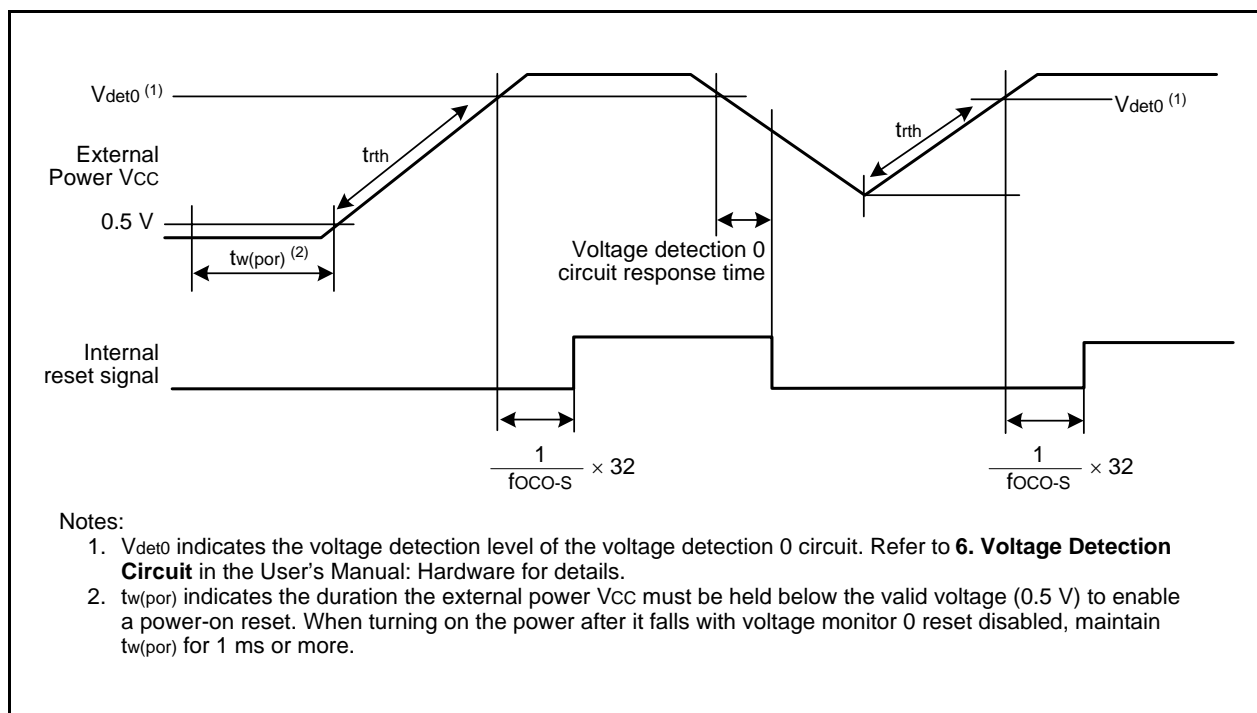 Vdet0 (1)
trth
External
Power VCC
0.5 V
tw(por) (2)
Voltage detection 0
circuit response time
trth
Vdet0 (1)
Internal
reset signal
1
fOCO-S
× 32
1
fOCO-S
× 32
Notes:
1. Vdet0 indicates the voltage detection level of the voltage detection 0 circuit. Refer to 6. Voltage Detection
Circuit in the User's Manual: Hardware for details.
2. tw(por) indicates the duration the external power VCC must be held below the valid voltage (0.5 V) to enable
a power-on reset. When turning on the power after it falls with voltage monitor 0 reset disabled, maintain
tw(por) for 1 ms or more.